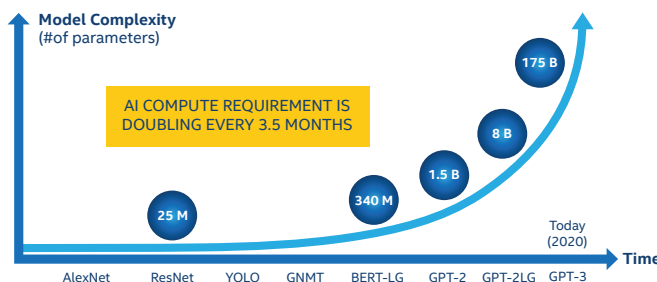 Model Complexity
(#of parameters)
175 B
AI COMPUTE REQUIREMENT IS
DOUBLING EVERY 3.5 MONTHS
8 B
1.5 B
340 M
25 M
Today
(2020)
Time
AlexNet ResNet YOLO GNMT BERT-LG GPT-2 GPT-2LG GPT-3